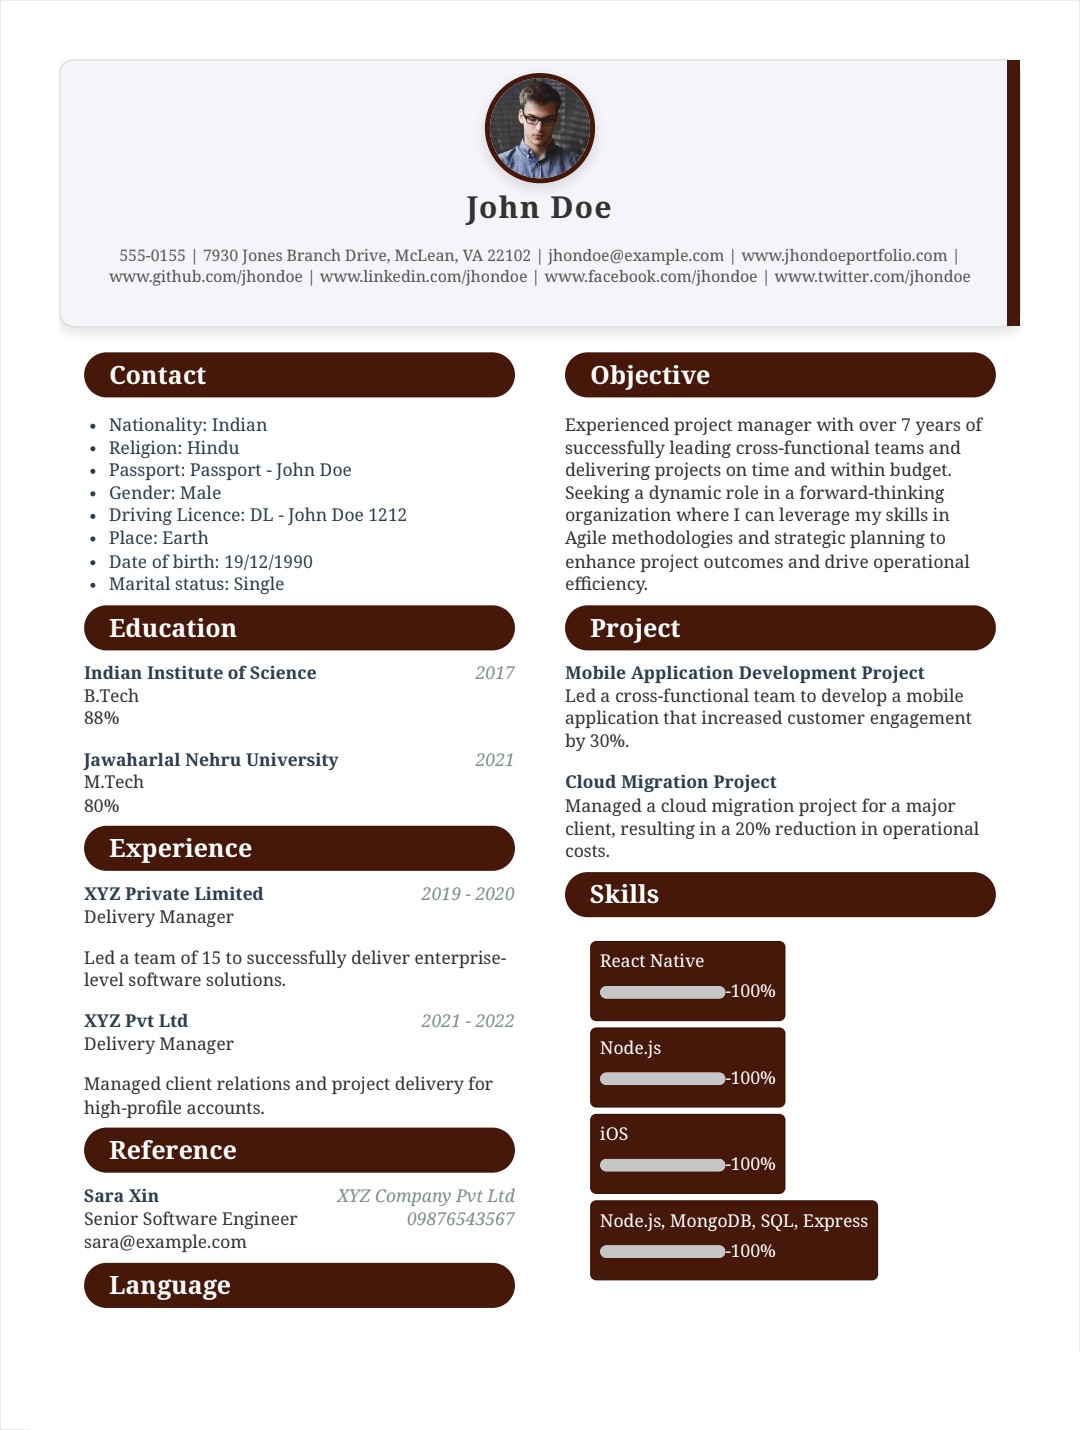 John Doe
555-0155 | 7930 Jones Branch Drive, McLean, VA 22102 | jhondoe@example.com | www.jhondoeportfolio.com |
www.github.com/jhondoe | www.linkedin.com/jhondoe | www.facebook.com/jhondoe | www.twitter.com/jhondoe
Contact
• Nationality: Indian
• Religion: Hindu
• Passport: Passport - John Doe
• Gender: Male
• Driving Licence: DL - John Doe 1212
• Place: Earth
• Date of birth: 19/12/1990
• Marital status: Single
Education
Indian Institute of Science 2017
B.Tech
88%
Jawaharlal Nehru University 2021
M.Tech
80%
Experience
XYZ Private Limited 2019 - 2020
Delivery Manager
Led a team of 15 to successfully deliver enterprise-
level software solutions.
XYZ Pvt Ltd 2021 - 2022
Delivery Manager
Managed client relations and project delivery for
high-profile accounts.
Reference
Sara Xin XYZ Company Pvt Ltd
Senior Software Engineer 09876543567
sara@example.com
Language
Objective
Experienced project manager with over 7 years of
successfully leading cross-functional teams and
delivering projects on time and within budget.
Seeking a dynamic role in a forward-thinking
organization where I can leverage my skills in
Agile methodologies and strategic planning to
enhance project outcomes and drive operational
efficiency.
Project
Mobile Application Development Project
Led a cross-functional team to develop a mobile
application that increased customer engagement
by 30%.
Cloud Migration Project
Managed a cloud migration project for a major
client, resulting in a 20% reduction in operational
costs.
Skills
React Native
-100%
Node.js
-100%
iOS
-100%
Node.js, MongoDB, SQL, Express
-100%